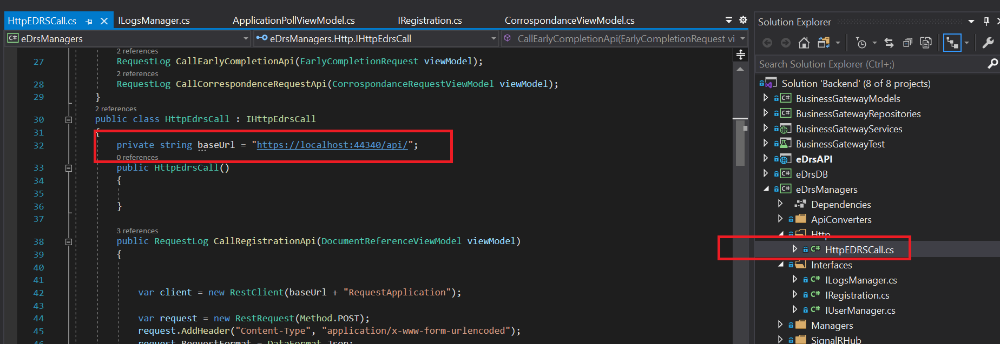 HttpEDRSCall.cs
ILogsManager.cs
ApplicationPollViewModel.cs
IRegistration.cs
CorrospondanceViewModel.cs
C# eDrsManagers
eDrsManagers.Http.IHttpEdrsCall
CallEarlyCompletionApi(EarlyCompletionRequest vi
2 references
27 RequestLog CallEarlyCompletionApi(EarlyCompletionRequest viewModel);
2 references
28 RequestLog CallCorrespondenceRequestApi(CorrospondanceRequestViewModel viewModel);
29 }
2 references
30 public class HttpEdrsCall : IHttpEdrsCall
31 {
32 private string baseUrl = "https://localhost:44340/api/";
0 references
33 public HttpEdrsCall()
34 {
35
36 }
37
3 references
38 public RequestLog CallRegistrationApi(DocumentReferenceViewModel viewModel)
39 {
40
41
42 var client = new RestClient(baseUrl + "RequestApplication");
43
44 var request = new RestRequest(Method.POST);
45 request.AddHeader("Content-Type", "application/x-www-form-urlencoded");
46 request.RequestFormat = DataFormat.Json;
Solution Explorer
Search Solution Explorer (Ctrl+;)
Solution 'Backend' (8 of 8 projects)
C# BusinessGatewayModels
C# BusinessGatewayRepositories
BusinessGatewayServices
BusinessGatewayTest
eDrsAPI
C# eDrsDB
C# eDrsManagers
Dependencies
ApiConverters
Http
C# HttpEDRSCall.cs
Interfaces
C# ILogsManager.cs
C# IRegistration.cs
C# IUserManager.cs
Managers
SignalRHub